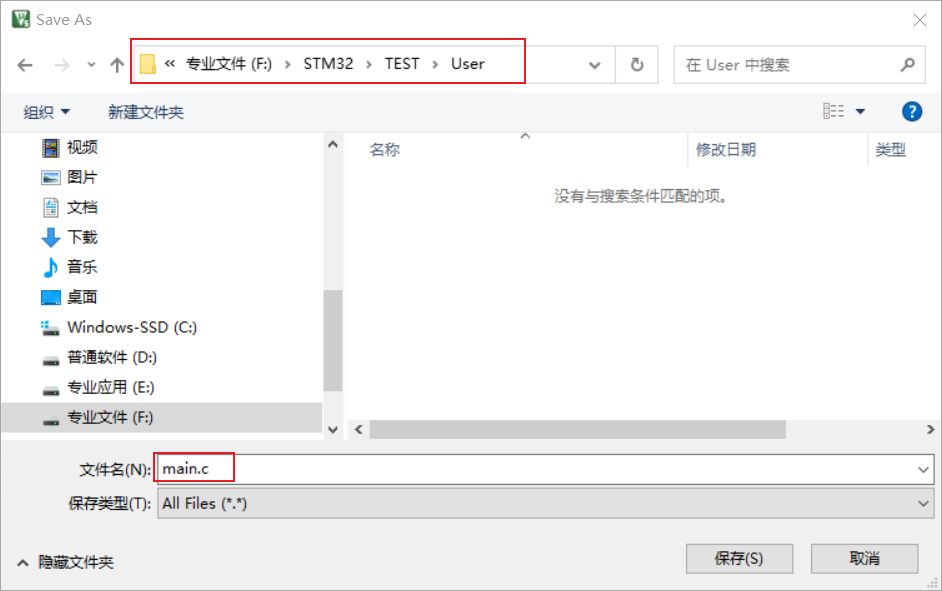 Save As
« 专业文件 (F:) › STM32 › TEST › User
在 User 中搜索
组织 新建文件夹
名称 修改日期 类型
没有与搜索条件匹配的项。
视频
图片
文档
下载
音乐
桌面
Windows-SSD (C:)
普通软件 (D:)
专业应用 (E:)
专业文件 (F:)
文件名(N): main.c
保存类型(T): All Files (*.*)
隐藏文件夹 保存(S) 取消